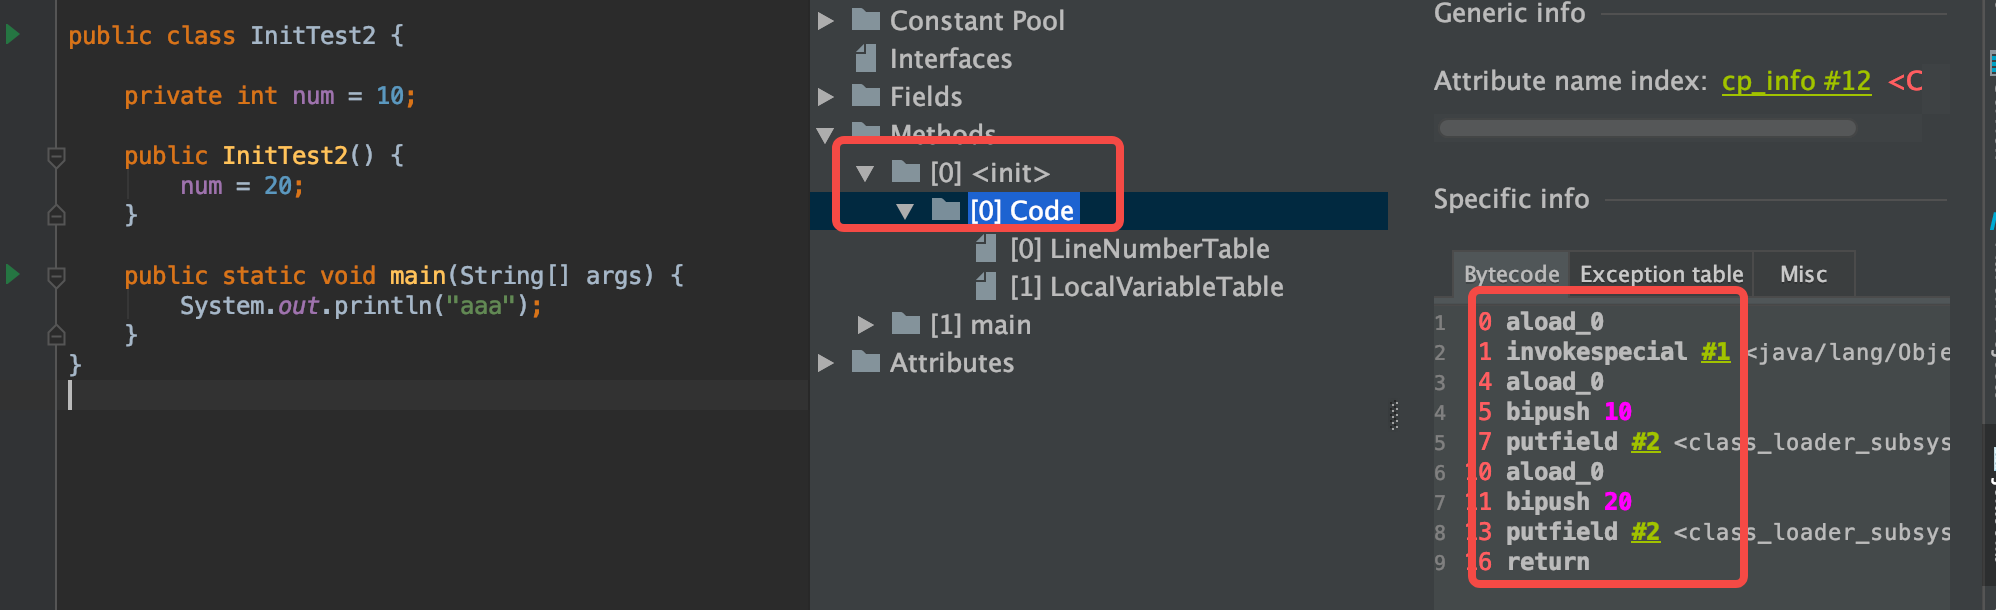 public class InitTest2 {
private int num = 10;
public InitTest2() {
num = 20;
}
public static void main(String[] args) {
System.out.println("aaa");
}
}
Constant Pool
Interfaces
Fields
Methods
[0] <init>
[0] Code
[0] LineNumberTable
[1] LocalVariableTable
[1] main
Attributes
Generic info
Attribute name index: cp_info #12 <C
Specific info
Bytecode Exception table Misc
1 0 aload_0
2 1 invokespecial #1 <java/lang/Obje
3 4 aload_0
4 5 bipush 10
5 7 putfield #2 <class_loader_subsys
6 10 aload_0
7 11 bipush 20
8 13 putfield #2 <class_loader_subsys
9 16 return